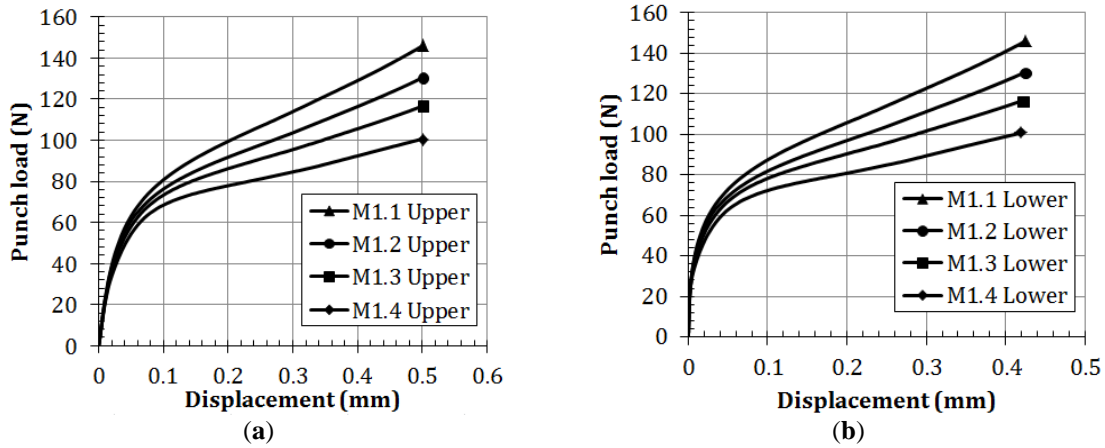 160
140
120
100
80
60
40
20
0
Punch load (N)
0 0.1 0.2 0.3 0.4 0.5 0.6
Displacement (mm)
M1.1 Upper
M1.2 Upper
M1.3 Upper
M1.4 Upper
(a)
160
140
120
100
80
60
40
20
0
Punch load (N)
0 0.1 0.2 0.3 0.4 0.5
Displacement (mm)
M1.1 Lower
M1.2 Lower
M1.3 Lower
M1.4 Lower
(b)